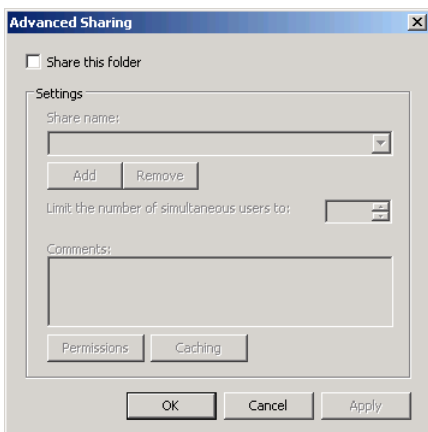 Advanced Sharing
Share this folder
Settings
Share name:
Add Remove
Limit the number of simultaneous users to:
Comments:
Permissions Caching
OK Cancel Apply